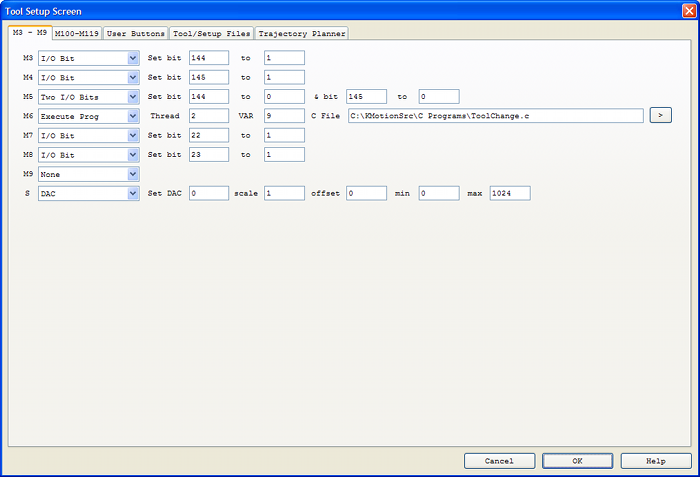 Tool Setup Screen
M3 - M9 M100-M119 User Buttons Tool/Setup Files Trajectory Planner
M3 I/O Bit Set bit 144 to 1
M4 I/O Bit Set bit 145 to 1
M5 Two I/O Bits Set bit 144 to 0 & bit 145 to 0
M6 Execute Prog Thread 2 VAR 9 C File C:\KMotionSrc\C Programs\ToolChange.c >
M7 I/O Bit Set bit 22 to 1
M8 I/O Bit Set bit 23 to 1
M9 None
S DAC Set DAC 0 scale 1 offset 0 min 0 max 1024
Cancel OK Help